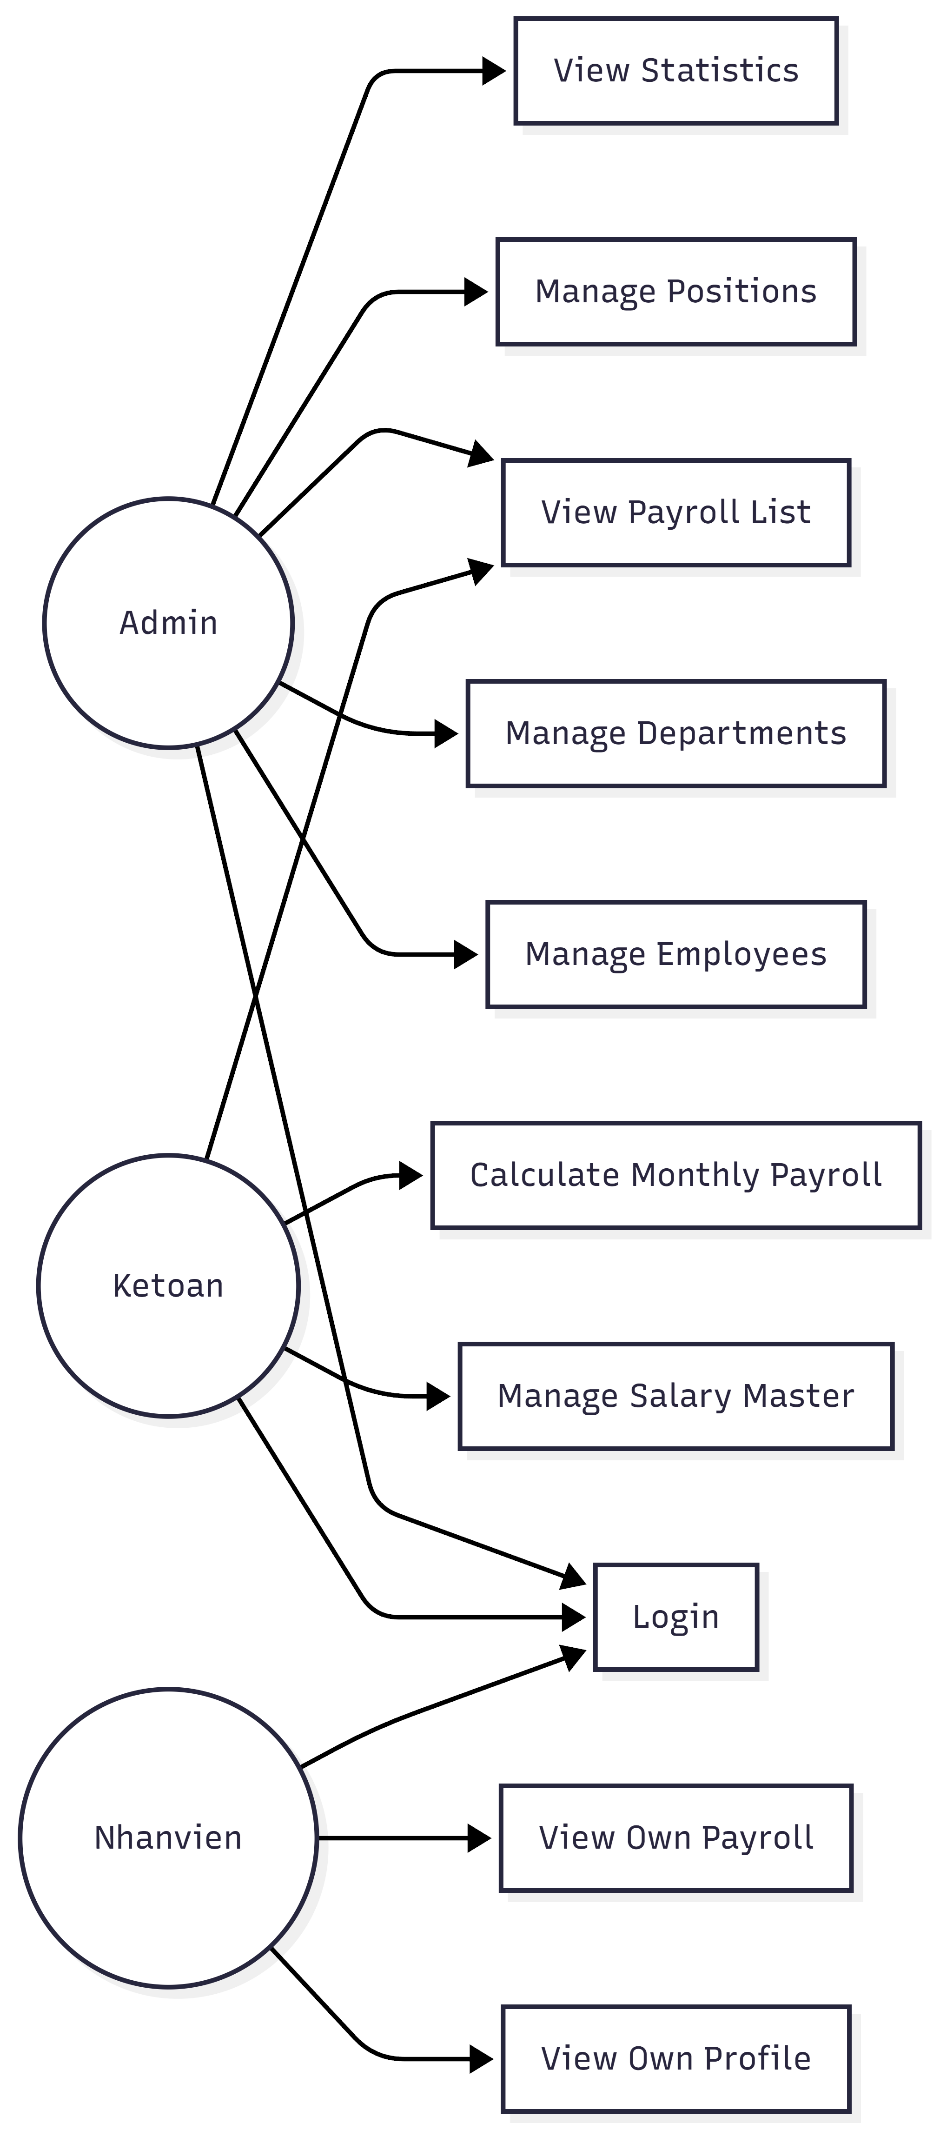 View Statistics
Manage Positions
View Payroll List
Admin
Manage Departments
Manage Employees
Calculate Monthly Payroll
Ketoan
Manage Salary Master
Login
Nhanvien
View Own Payroll
View Own Profile